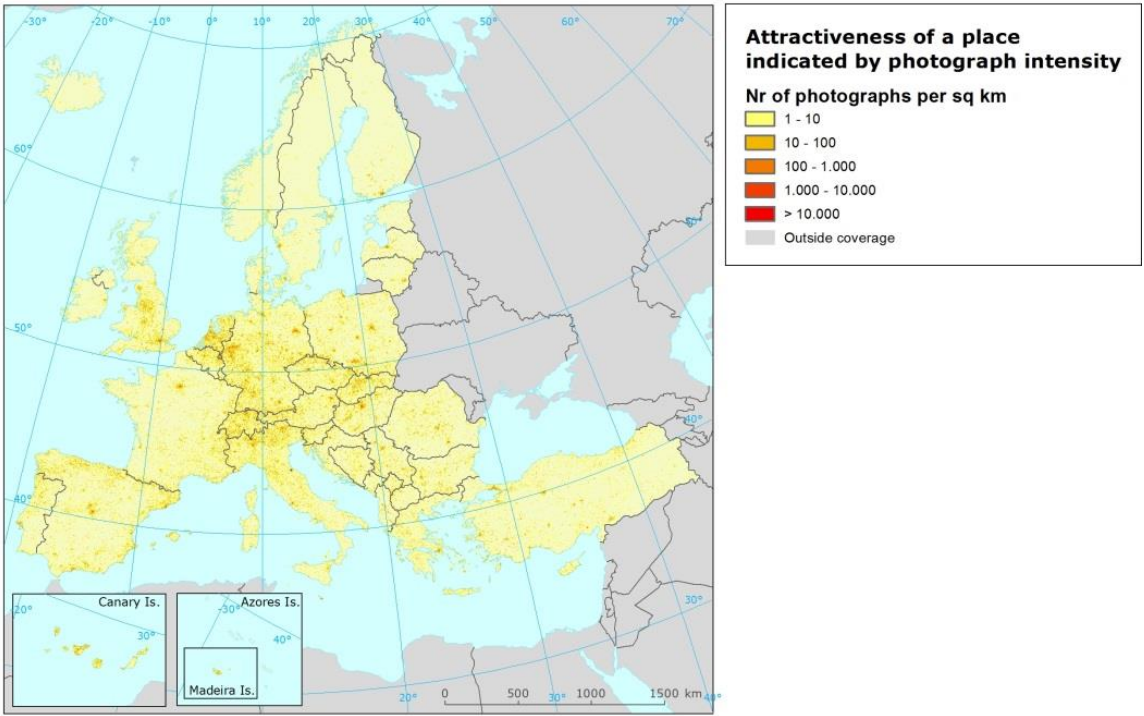 -30° -20° -10° 0° 10° 20° 30° 40° 50° 60° 70°
60°
50°
40°
60°
50°
40°
30°
Canary Is.
-20°
30°
Azores Is.
-30°
40°
Madeira Is.
20°
30°
40°
0 500 1000 1500 km
Attractiveness of a place
indicated by photograph intensity
Nr of photographs per sq km
1 - 10
10 - 100
100 - 1.000
1.000 - 10.000
> 10.000
Outside coverage